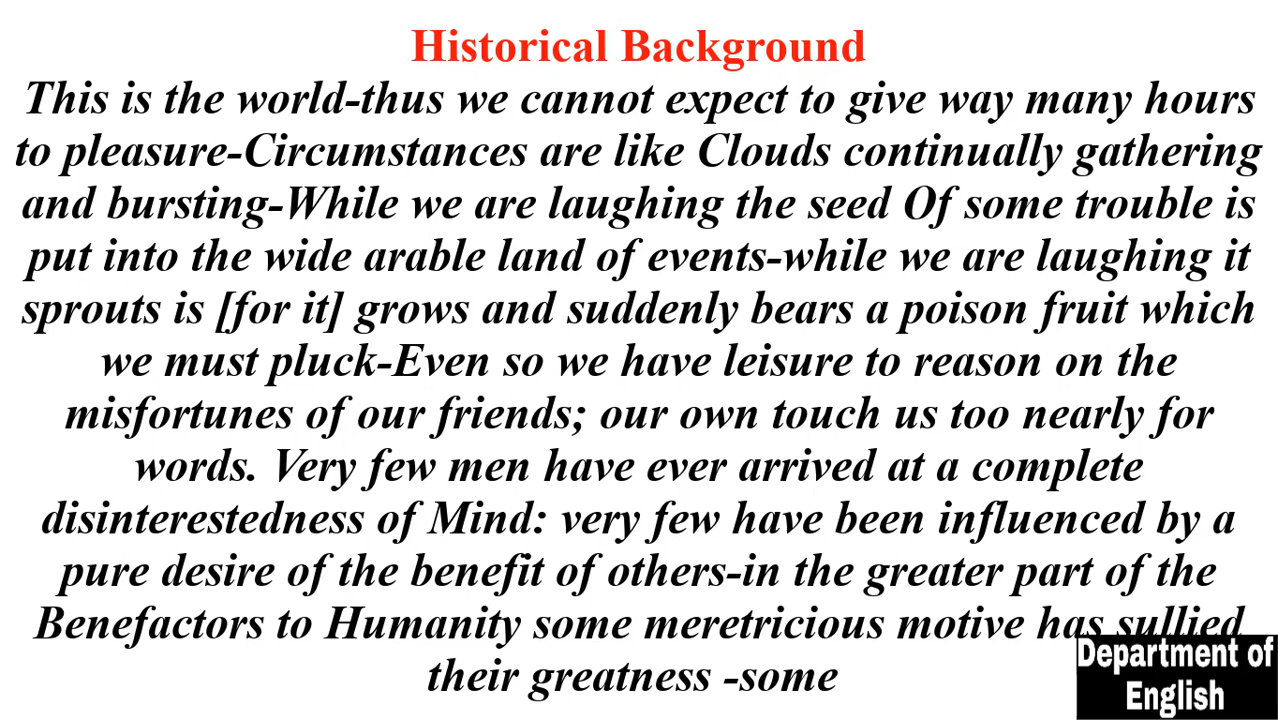 Historical Background
This is the world-thus we cannot expect to give way many hours
to pleasure-Circumstances are like Clouds continually gathering
and bursting-While we are laughing the seed Of some trouble is
put into the wide arable land of events-while we are laughing it
sprouts is [for it] grows and suddenly bears a poison fruit which
we must pluck-Even so we have leisure to reason on the
misfortunes of our friends; our own touch us too nearly for
words. Very few men have ever arrived at a complete
disinterestedness of Mind: very few have been influenced by a
pure desire of the benefit of others-in the greater part of the
Benefactors to Humanity some meretricious motive has sullied
their greatness -some
Department of
English